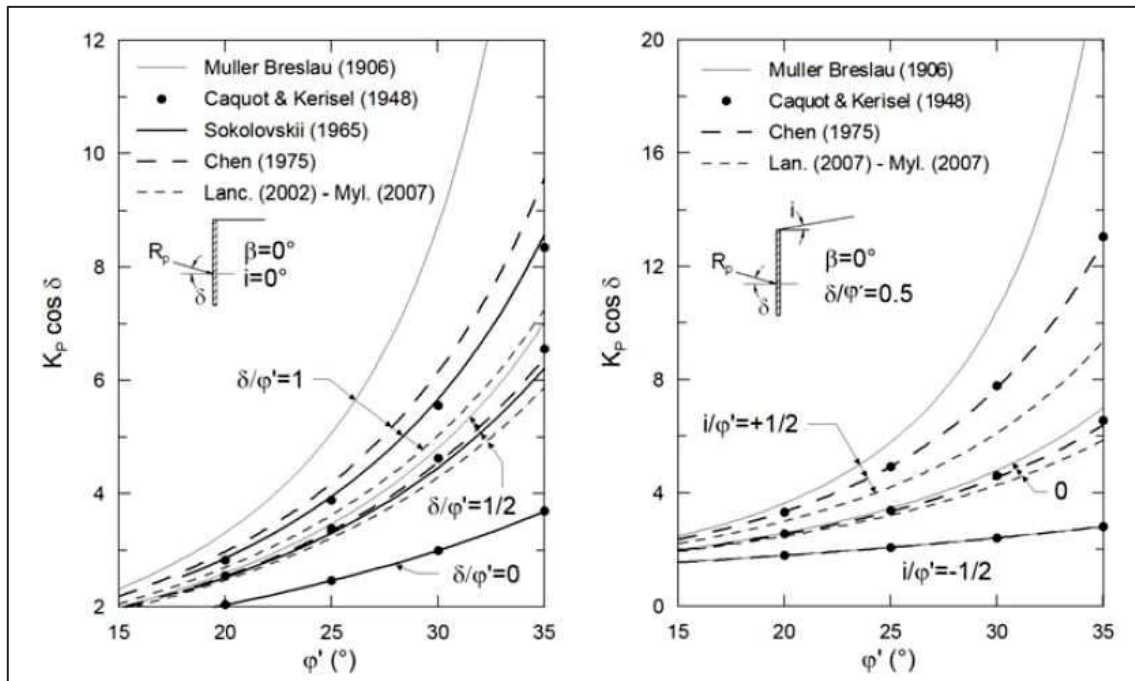 12
10
8
6
4
2
K_p cos δ
Muller Breslau (1906)
Caquot & Kerisel (1948)
Sokolovskii (1965)
Chen (1975)
Lanc. (2002) - Myl. (2007)
R_p
δ
β=0°
i=0°
δ/φ'=1
δ/φ'=1/2
δ/φ'=0
15
20
25
30
35
φ' (°)
20
16
12
8
4
0
K_p cos δ
Muller Breslau (1906)
Caquot & Kerisel (1948)
Chen (1975)
Lan. (2007) - Myl. (2007)
i
R_p
δ
β=0°
δ/φ'=0.5
i/φ'=+1/2
0
i/φ'=-1/2
15
20
25
30
35
φ' (°)